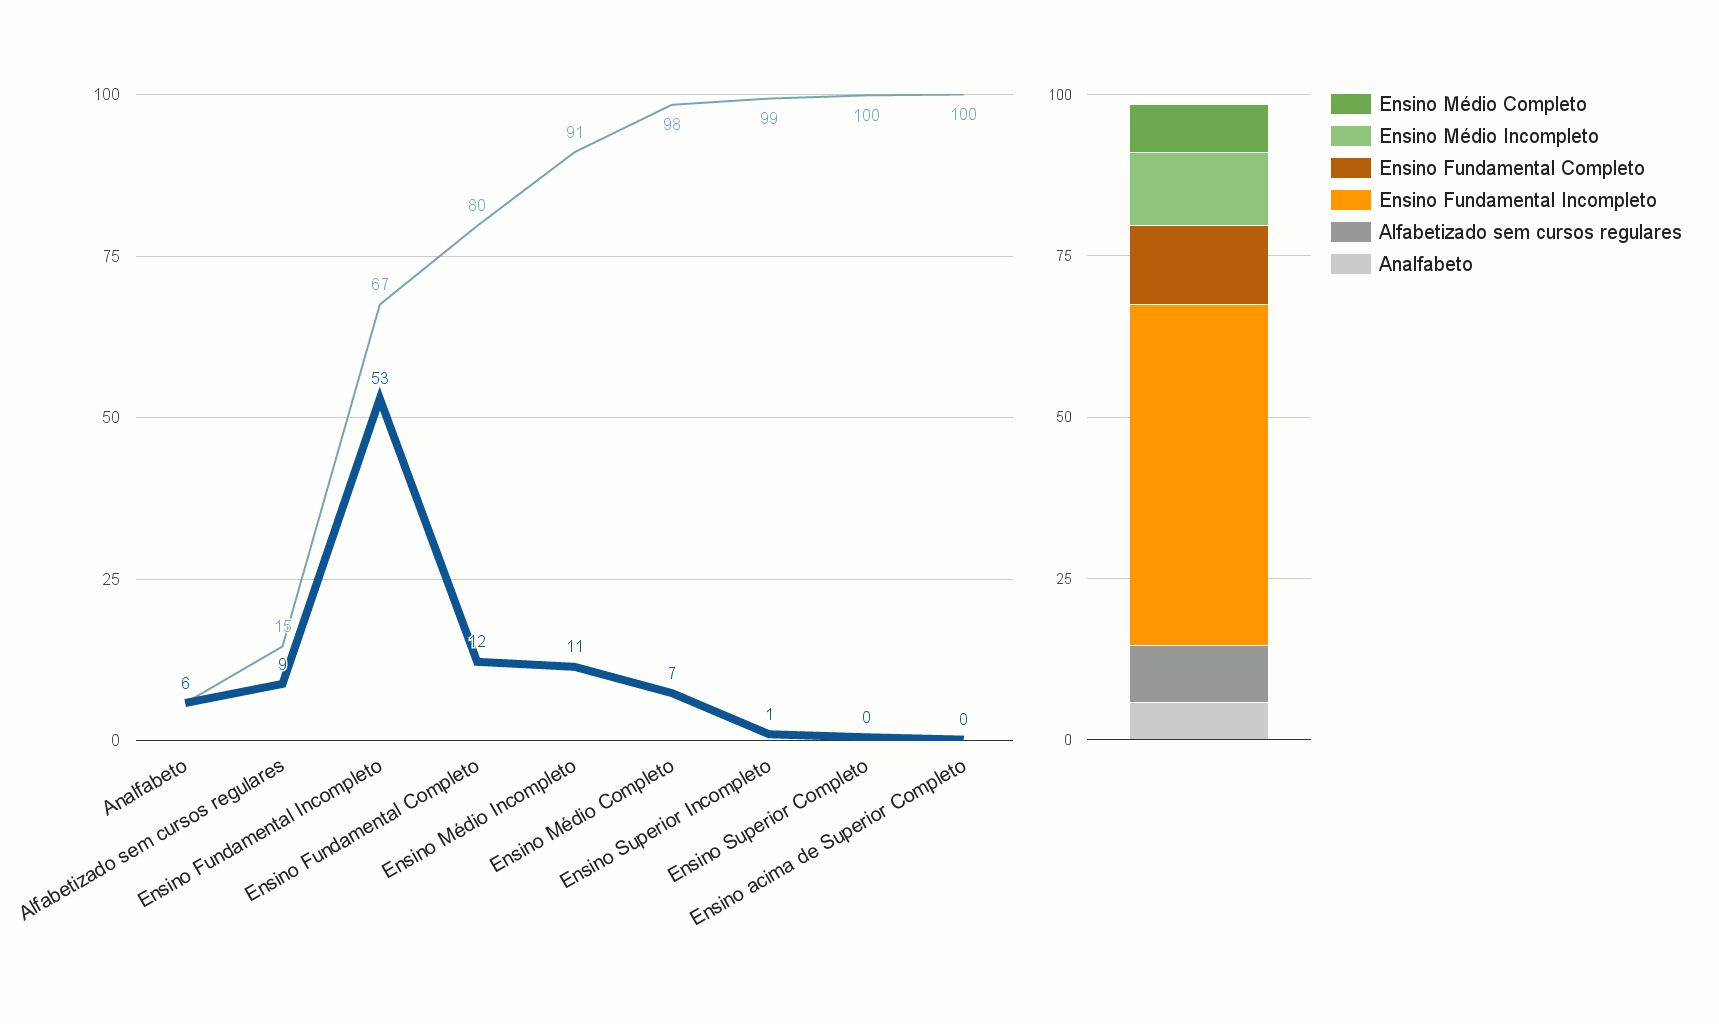 100
75
50
25
0
6
15
9
67
53
80
12
91
11
98
7
99
1
100
0
100
0
Analfabeto
Alfabetizado sem cursos regulares
Ensino Fundamental Incompleto
Ensino Fundamental Completo
Ensino Médio Incompleto
Ensino Médio Completo
Ensino Superior Incompleto
Ensino Superior Completo
Ensino acima de Superior Completo
100
75
50
25
0
Ensino Médio Completo
Ensino Médio Incompleto
Ensino Fundamental Completo
Ensino Fundamental Incompleto
Alfabetizado sem cursos regulares
Analfabeto